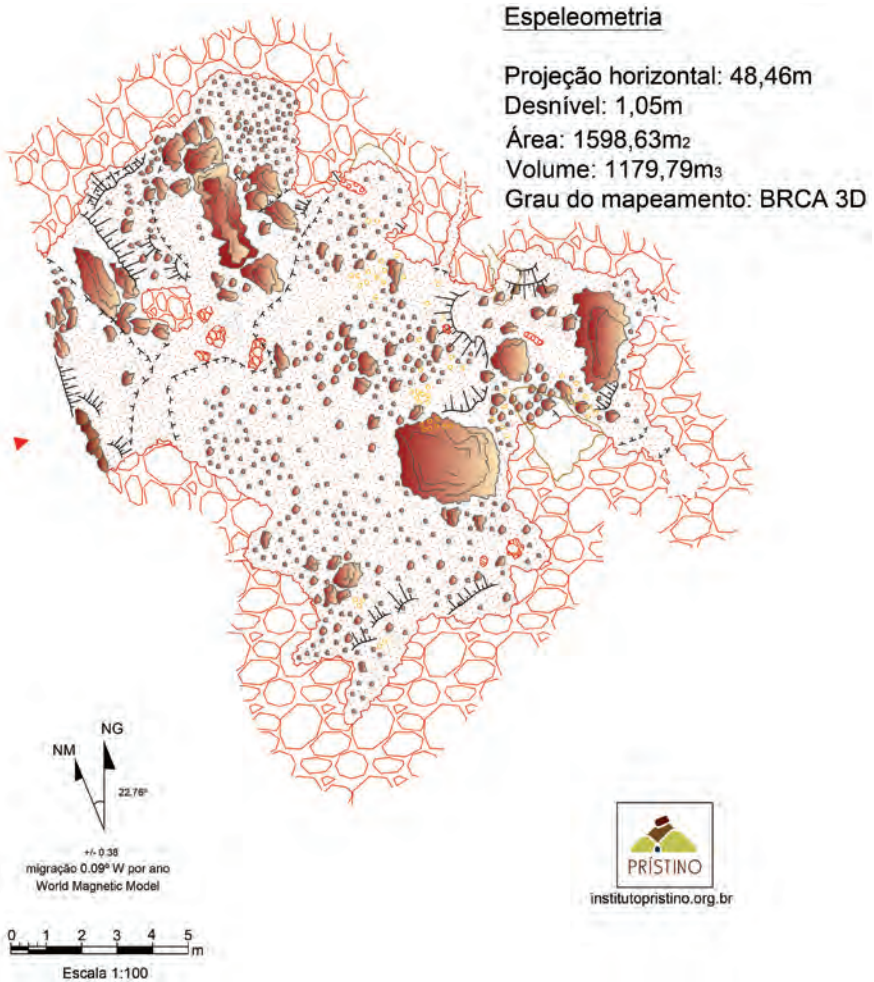 Espeleometria
Projeção horizontal: 48,46m
Desnível: 1,05m
Área: 1598,63m2
Volume: 1179,79m3
Grau do mapeamento: BRCA 3D
NG
NM
22,76º
+/- 0.38
migração 0.09º W por ano
World Magnetic Model
0 1 2 3 4 5
m
Escala 1:100
PRÍSTINO
institutopristino.org.br